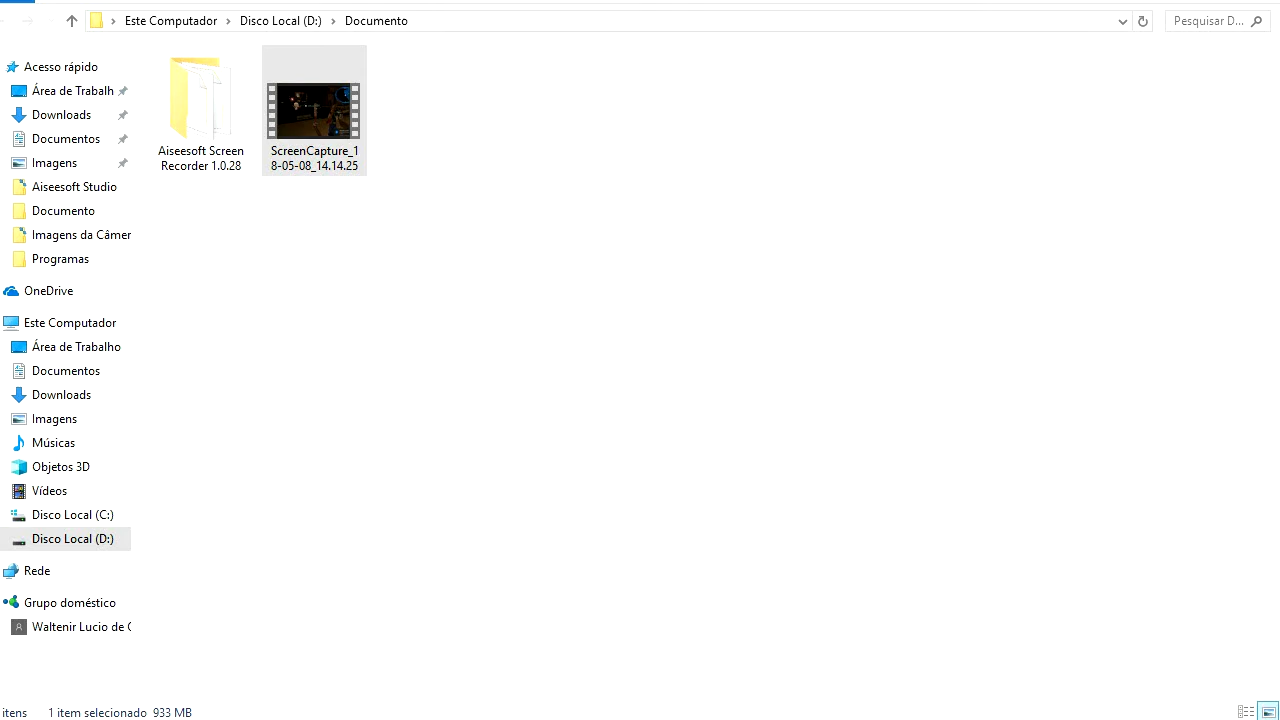 Este Computador > Disco Local (D:) > Documento
Pesquisar D...
Acesso rápido
Área de Trabalh
Downloads
Documentos
Imagens
Aiseesoft Studio
Documento
Imagens da Câmer
Programas
OneDrive
Este Computador
Área de Trabalho
Documentos
Downloads
Imagens
Músicas
Objetos 3D
Vídeos
Disco Local (C:)
Disco Local (D:)
Rede
Grupo doméstico
Waltenir Lucio de C
Aiseesoft Screen
Recorder 1.0.28
ScreenCapture_1
8-05-08_14.14.25
itens 1 item selecionado 933 MB